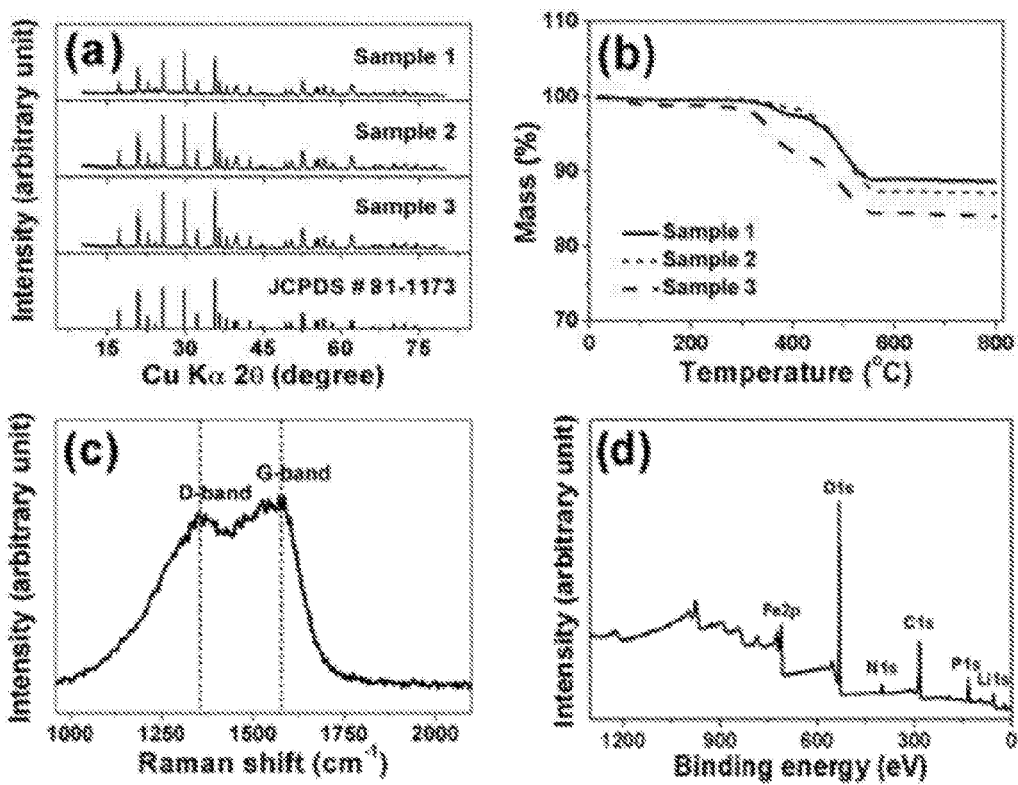 (a)
Sample 1
Sample 2
Sample 3
JCPDS # 81-1173
Intensity (arbitrary unit)
15 30 45 60 75
Cu Kα 2θ (degree)
(b)
110
100
90
80
70
Mass (%)
Sample 1
Sample 2
Sample 3
0 200 400 600 800
Temperature (°C)
(c)
D-band
G-band
Intensity (arbitrary unit)
1000 1250 1500 1750 2000
Raman shift (cm-1)
(d)
O1s
Fe2p
N1s
C1s
P1s
Li1s
Intensity (arbitrary unit)
1200 900 600 300 0
Binding energy (eV)